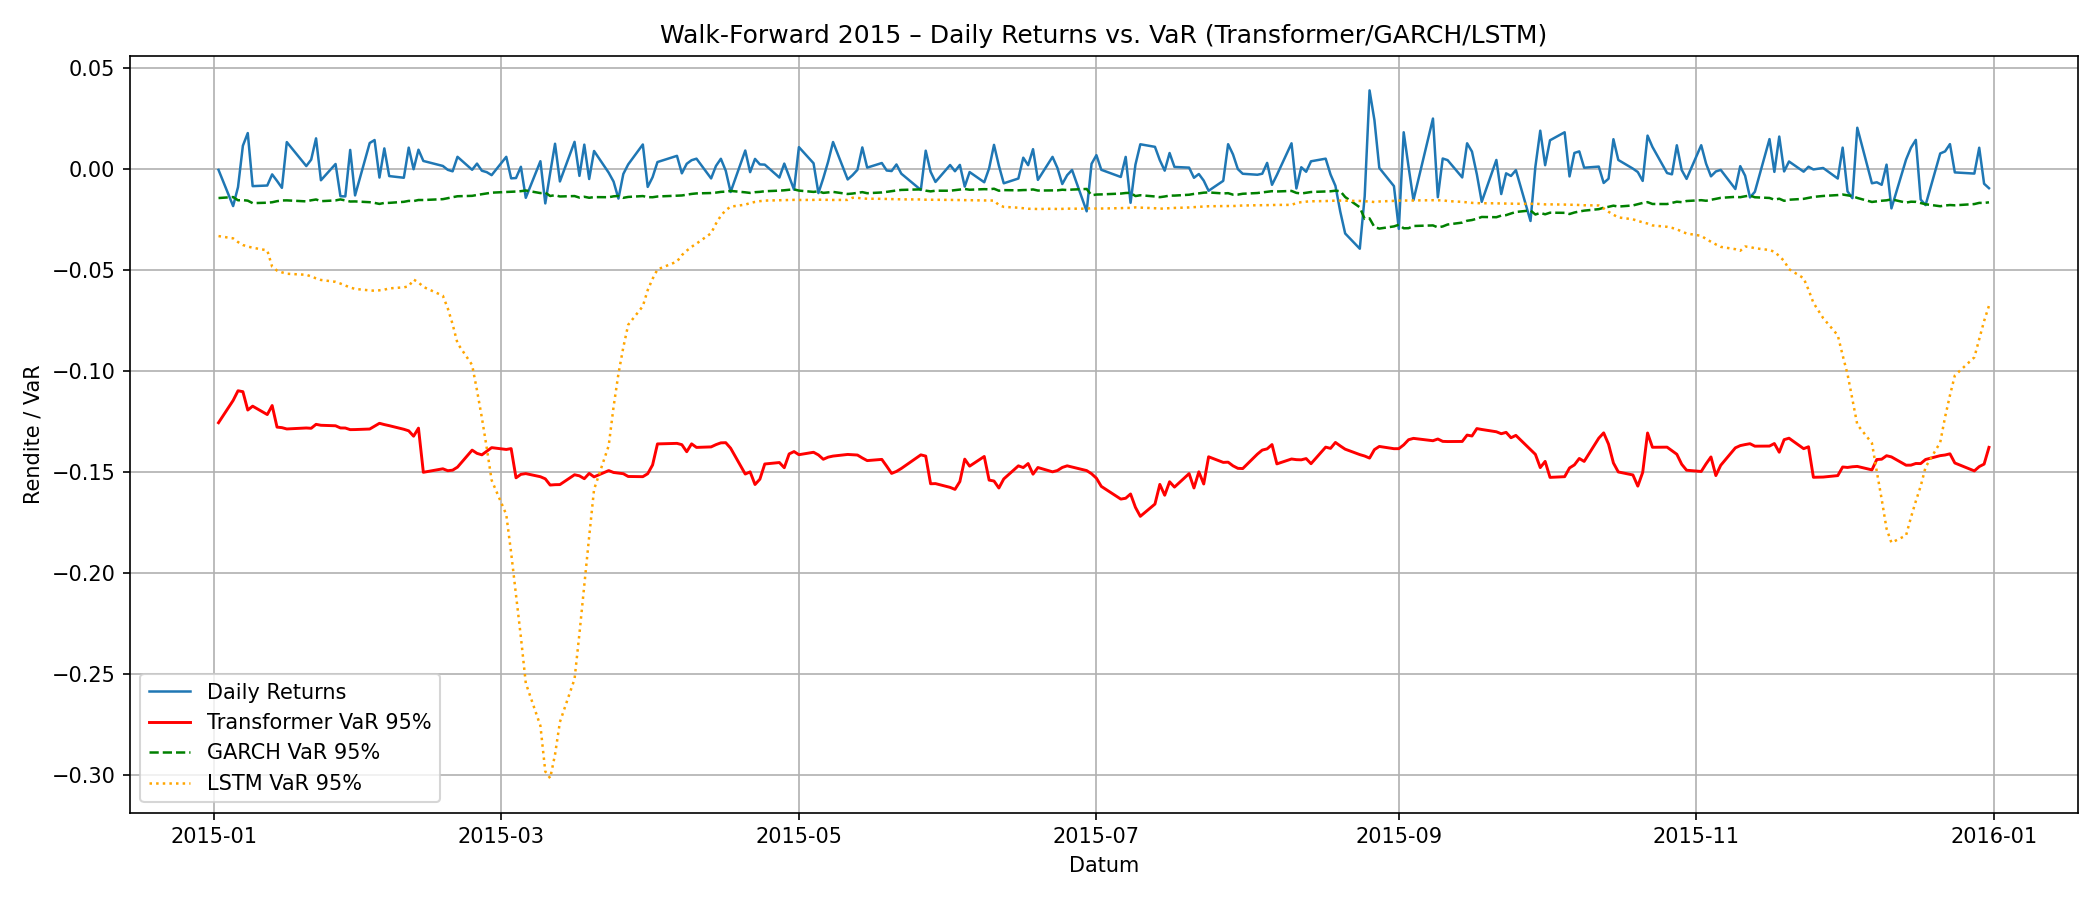 Walk-Forward 2015 – Daily Returns vs. VaR (Transformer/GARCH/LSTM)
0.05
0.00
−0.05
−0.10
−0.15
−0.20
−0.25
−0.30
Rendite / VaR
Daily Returns
Transformer VaR 95%
GARCH VaR 95%
LSTM VaR 95%
2015-01
2015-03
2015-05
2015-07
2015-09
2015-11
2016-01
Datum